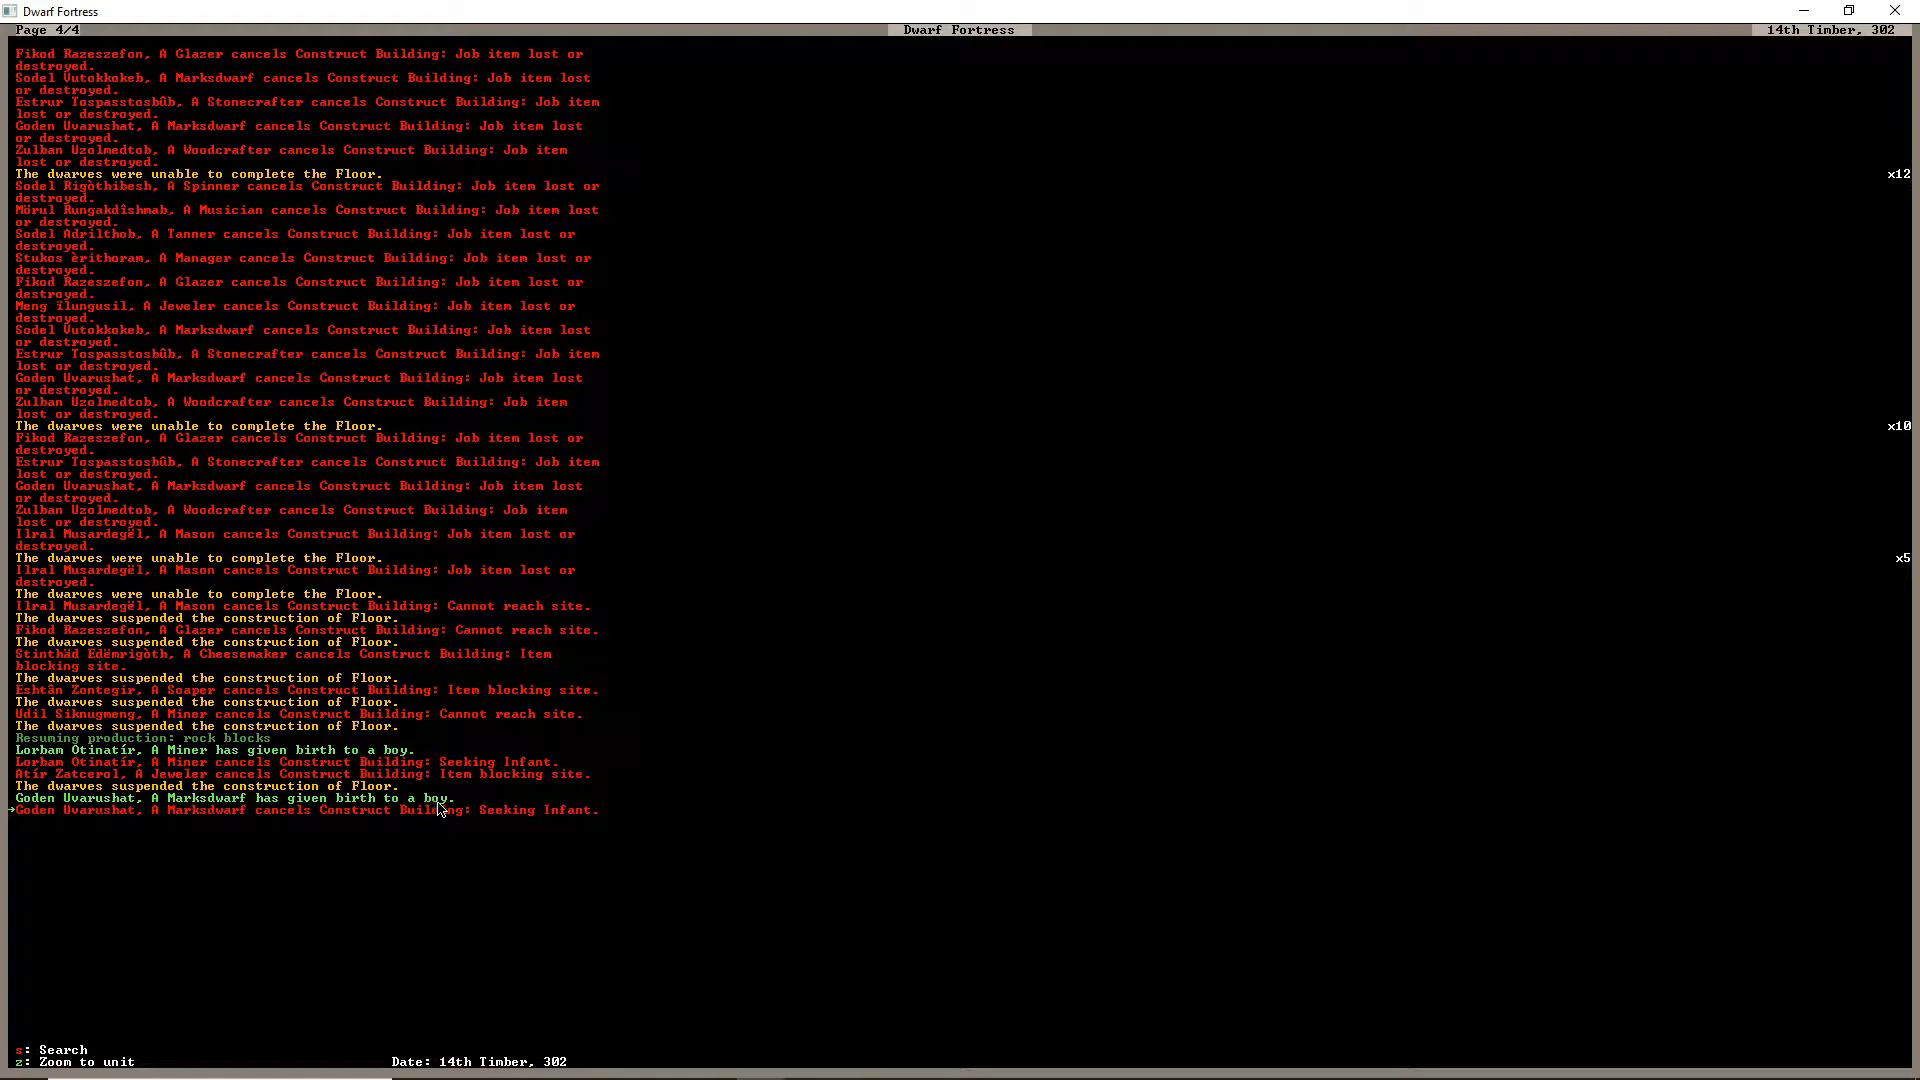 Dwarf Fortress
Page 4/4
Dwarf Fortress
14th Timber, 302
Fikod Razeszefon, A Glazer cancels Construct Building: Job item lost or
destroyed.
Sodel Vutokkokeb, A Marksdwarf cancels Construct Building: Job item lost
or destroyed.
Estrur Tospasstosbûb, A Stonecrafter cancels Construct Building: Job item
lost or destroyed.
Goden Uvarushat, A Marksdwarf cancels Construct Building: Job item lost
or destroyed.
Zulban Uzolmedtob, A Woodcrafter cancels Construct Building: Job item
lost or destroyed.
The dwarves were unable to complete the Floor. x12
Sodel Rigòthibesh, A Spinner cancels Construct Building: Job item lost or
destroyed.
Mörul Rungakdîshmab, A Musician cancels Construct Building: Job item lost
or destroyed.
Sodel Adrilthob, A Tanner cancels Construct Building: Job item lost or
destroyed.
Stukos èrithoram, A Manager cancels Construct Building: Job item lost or
destroyed.
Fikod Razeszefon, A Glazer cancels Construct Building: Job item lost or
destroyed.
Meng ïlungusil, A Jeweler cancels Construct Building: Job item lost or
destroyed.
Sodel Vutokkokeb, A Marksdwarf cancels Construct Building: Job item lost
or destroyed.
Estrur Tospasstosbûb, A Stonecrafter cancels Construct Building: Job item
lost or destroyed.
Goden Uvarushat, A Marksdwarf cancels Construct Building: Job item lost
or destroyed.
Zulban Uzolmedtob, A Woodcrafter cancels Construct Building: Job item
lost or destroyed.
The dwarves were unable to complete the Floor. x10
Fikod Razeszefon, A Glazer cancels Construct Building: Job item lost or
destroyed.
Estrur Tospasstosbûb, A Stonecrafter cancels Construct Building: Job item
lost or destroyed.
Goden Uvarushat, A Marksdwarf cancels Construct Building: Job item lost
or destroyed.
Zulban Uzolmedtob, A Woodcrafter cancels Construct Building: Job item
lost or destroyed.
Ilral Musardegël, A Mason cancels Construct Building: Job item lost or
destroyed.
The dwarves were unable to complete the Floor. x5
Ilral Musardegël, A Mason cancels Construct Building: Job item lost or
destroyed.
The dwarves were unable to complete the Floor.
Ilral Musardegël, A Mason cancels Construct Building: Cannot reach site.
The dwarves suspended the construction of Floor.
Fikod Razeszefon, A Glazer cancels Construct Building: Cannot reach site.
The dwarves suspended the construction of Floor.
Stinthäd Edëmrigòth, A Cheesemaker cancels Construct Building: Item
blocking site.
The dwarves suspended the construction of Floor.
Eshtân Zontegir, A Soaper cancels Construct Building: Item blocking site.
The dwarves suspended the construction of Floor.
Udil Siknugmeng, A Miner cancels Construct Building: Cannot reach site.
The dwarves suspended the construction of Floor.
Resuming production: rock blocks
Lorbam Otinatír, A Miner has given birth to a boy.
Lorbam Otinatír, A Miner cancels Construct Building: Seeking Infant.
Atír Zatcerol, A Jeweler cancels Construct Building: Item blocking site.
The dwarves suspended the construction of Floor.
Goden Uvarushat, A Marksdwarf has given birth to a boy.
Goden Uvarushat, A Marksdwarf cancels Construct Building: Seeking Infant.
s: Search
z: Zoom to unit
Date: 14th Timber, 302